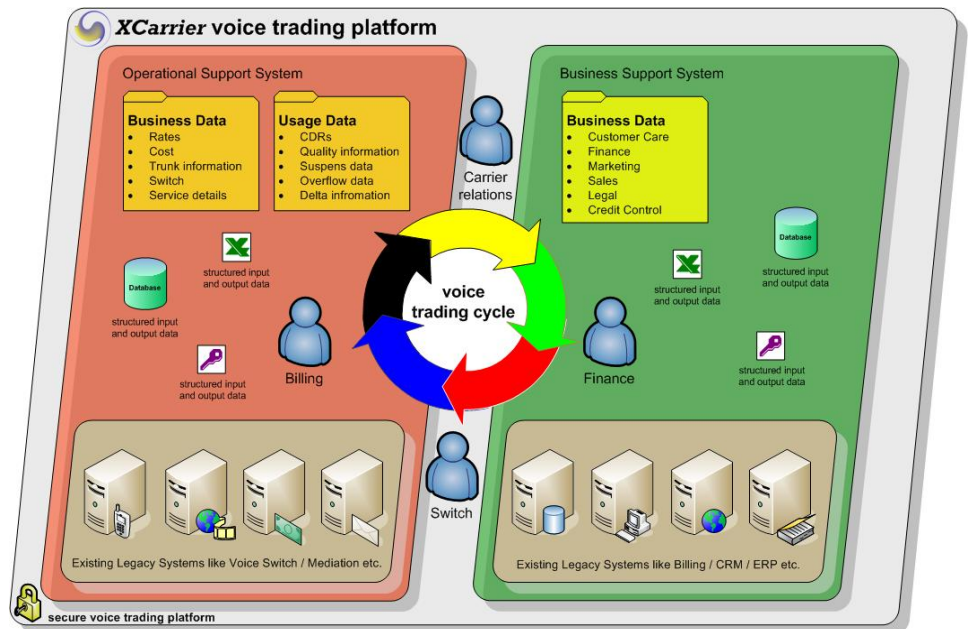 XCarrier voice trading platform
Operational Support System
Business Data
• Rates
• Cost
• Trunk information
• Switch
• Service details
Usage Data
• CDRs
• Quality information
• Suspens data
• Overflow data
• Delta infromation
Carrier
relations
Business Support System
Business Data
• Customer Care
• Finance
• Marketing
• Sales
• Legal
• Credit Control
Database
structured input
and output data
structured input
and output data
structured input
and output data
Billing
voice
trading cycle
Finance
structured input
and output data
Database
structured input
and output data
structured input
and output data
Switch
Existing Legacy Systems like Voice Switch / Mediation etc.
Existing Legacy Systems like Billing / CRM / ERP etc.
secure voice trading platform